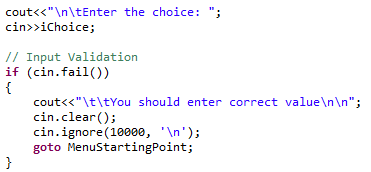 cout<<"\n\tEnter the choice: ";
cin>>iChoice;
// Input Validation
if (cin.fail())
{
cout<<"\t\tYou should enter correct value\n\n";
cin.clear();
cin.ignore(10000, '\n');
goto MenuStartingPoint;
}